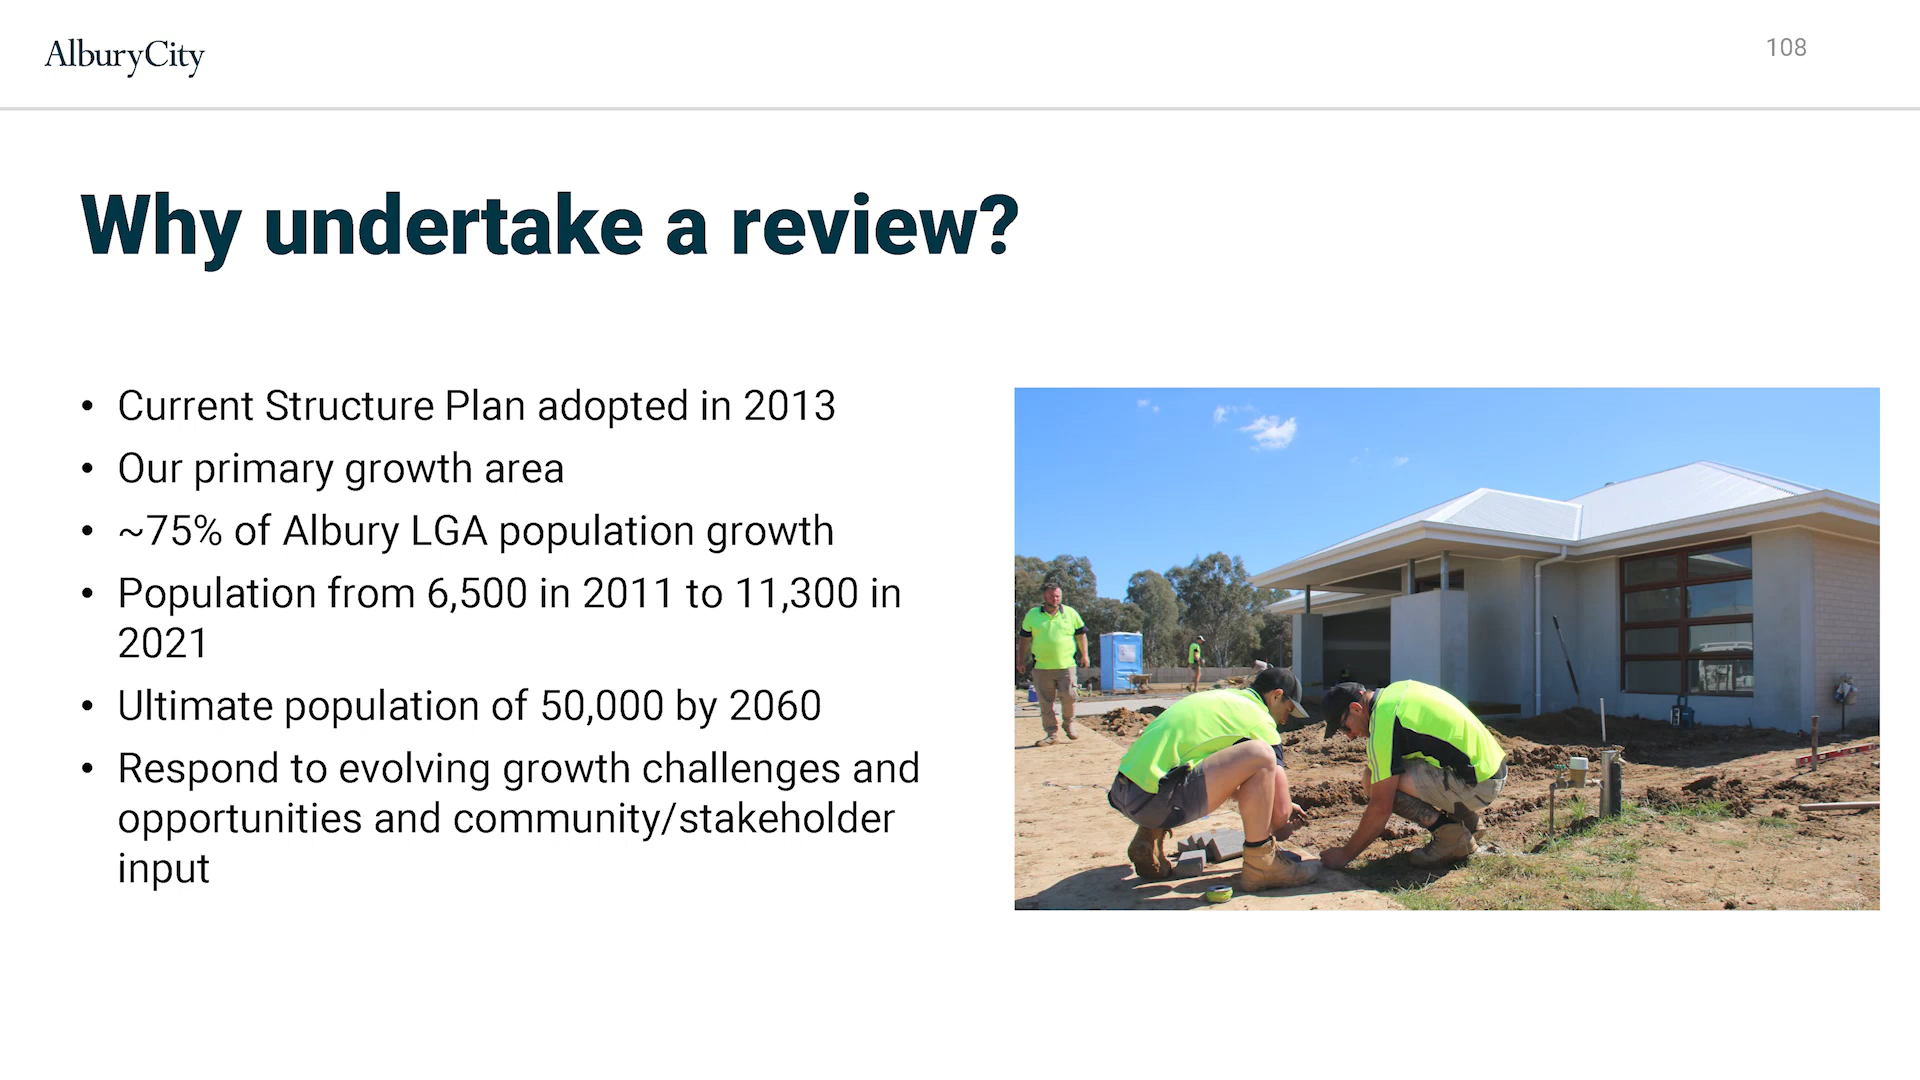 AlburyCity
108
Why undertake a review?
• Current Structure Plan adopted in 2013
• Our primary growth area
• ~75% of Albury LGA population growth
• Population from 6,500 in 2011 to 11,300 in
2021
• Ultimate population of 50,000 by 2060
• Respond to evolving growth challenges and
opportunities and community/stakeholder
input